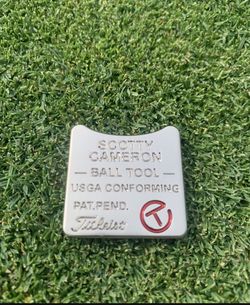 SCOTTY
CAMERON
— BALL TOOL —
USGA CONFORMING
PAT. PEND.
Titleist T